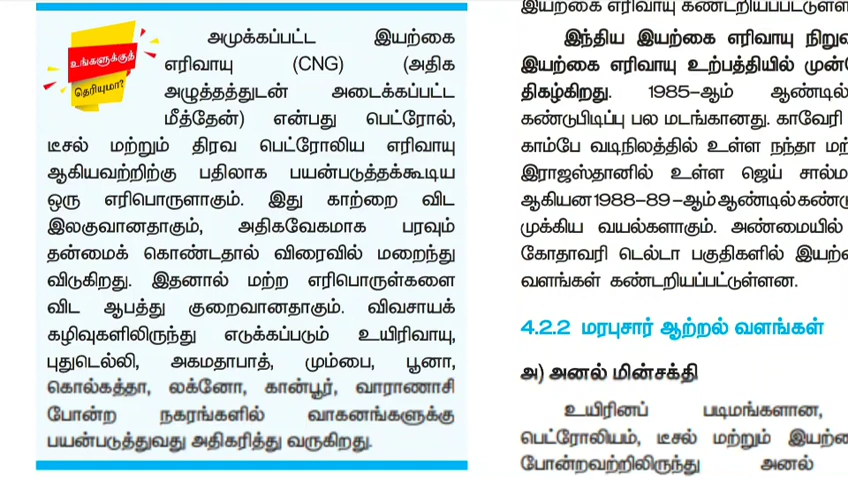 உங்களுக்குத்
தெரியுமா?
அமுக்கப்பட்ட இயற்கை
எரிவாயு (CNG) (அதிக
அழுத்தத்துடன் அடைக்கப்பட்ட
மீத்தேன்) என்பது பெட்ரோல்,
டீசல் மற்றும் திரவ பெட்ரோலிய எரிவாயு
ஆகியவற்றிற்கு பதிலாக பயன்படுத்தக்கூடிய
ஒரு எரிபொருளாகும். இது காற்றை விட
இலகுவானதாகும், அதிகவேகமாக பரவும்
தன்மைக் கொண்டதால் விரைவில் மறைந்து
விடுகிறது. இதனால் மற்ற எரிபொருள்களை
விட ஆபத்து குறைவானதாகும். விவசாயக்
கழிவுகளிலிருந்து எடுக்கப்படும் உயிரிவாயு,
புதுடெல்லி, அகமதாபாத், மும்பை, பூனா,
கொல்கத்தா, லக்னோ, கான்பூர், வாராணாசி
போன்ற நகரங்களில் வாகனங்களுக்கு
பயன்படுத்துவது அதிகரித்து வருகிறது.
இயற்கை எரிவாயு
இந்திய இயற்கை எரிவாயு
இயற்கை எரிவாயு உற்பத்தியில்
திகழ்கிறது. 1985-ஆம் ஆண்டில்
கண்டுபிடிப்பு பல மடங்கானது. காவேரி
காம்பே வடிநிலத்தில் உள்ள நந்தா
இராஜஸ்தானில் உள்ள ஜெய்
ஆகியன 1988-89 –ஆம் ஆண்டில்
முக்கிய வயல்களாகும். அண்மையில்
கோதாவரி டெல்டா பகுதிகளில்
வளங்கள் கண்டறியப்பட்டுள்ளன.
4.2.2 மரபுசார் ஆற்றல் வளங்கள்
அ) அனல் மின்சக்தி
உயிரினப் படிமங்களான,
பெட்ரோலியம், டீசல் மற்றும்
போன்றவற்றிலிருந்து அனல்